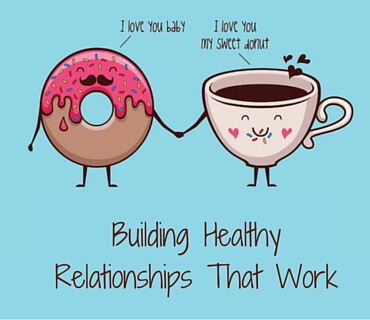 I love you baby
I love you
my sweet donut
Building Healthy
Relationships That Work